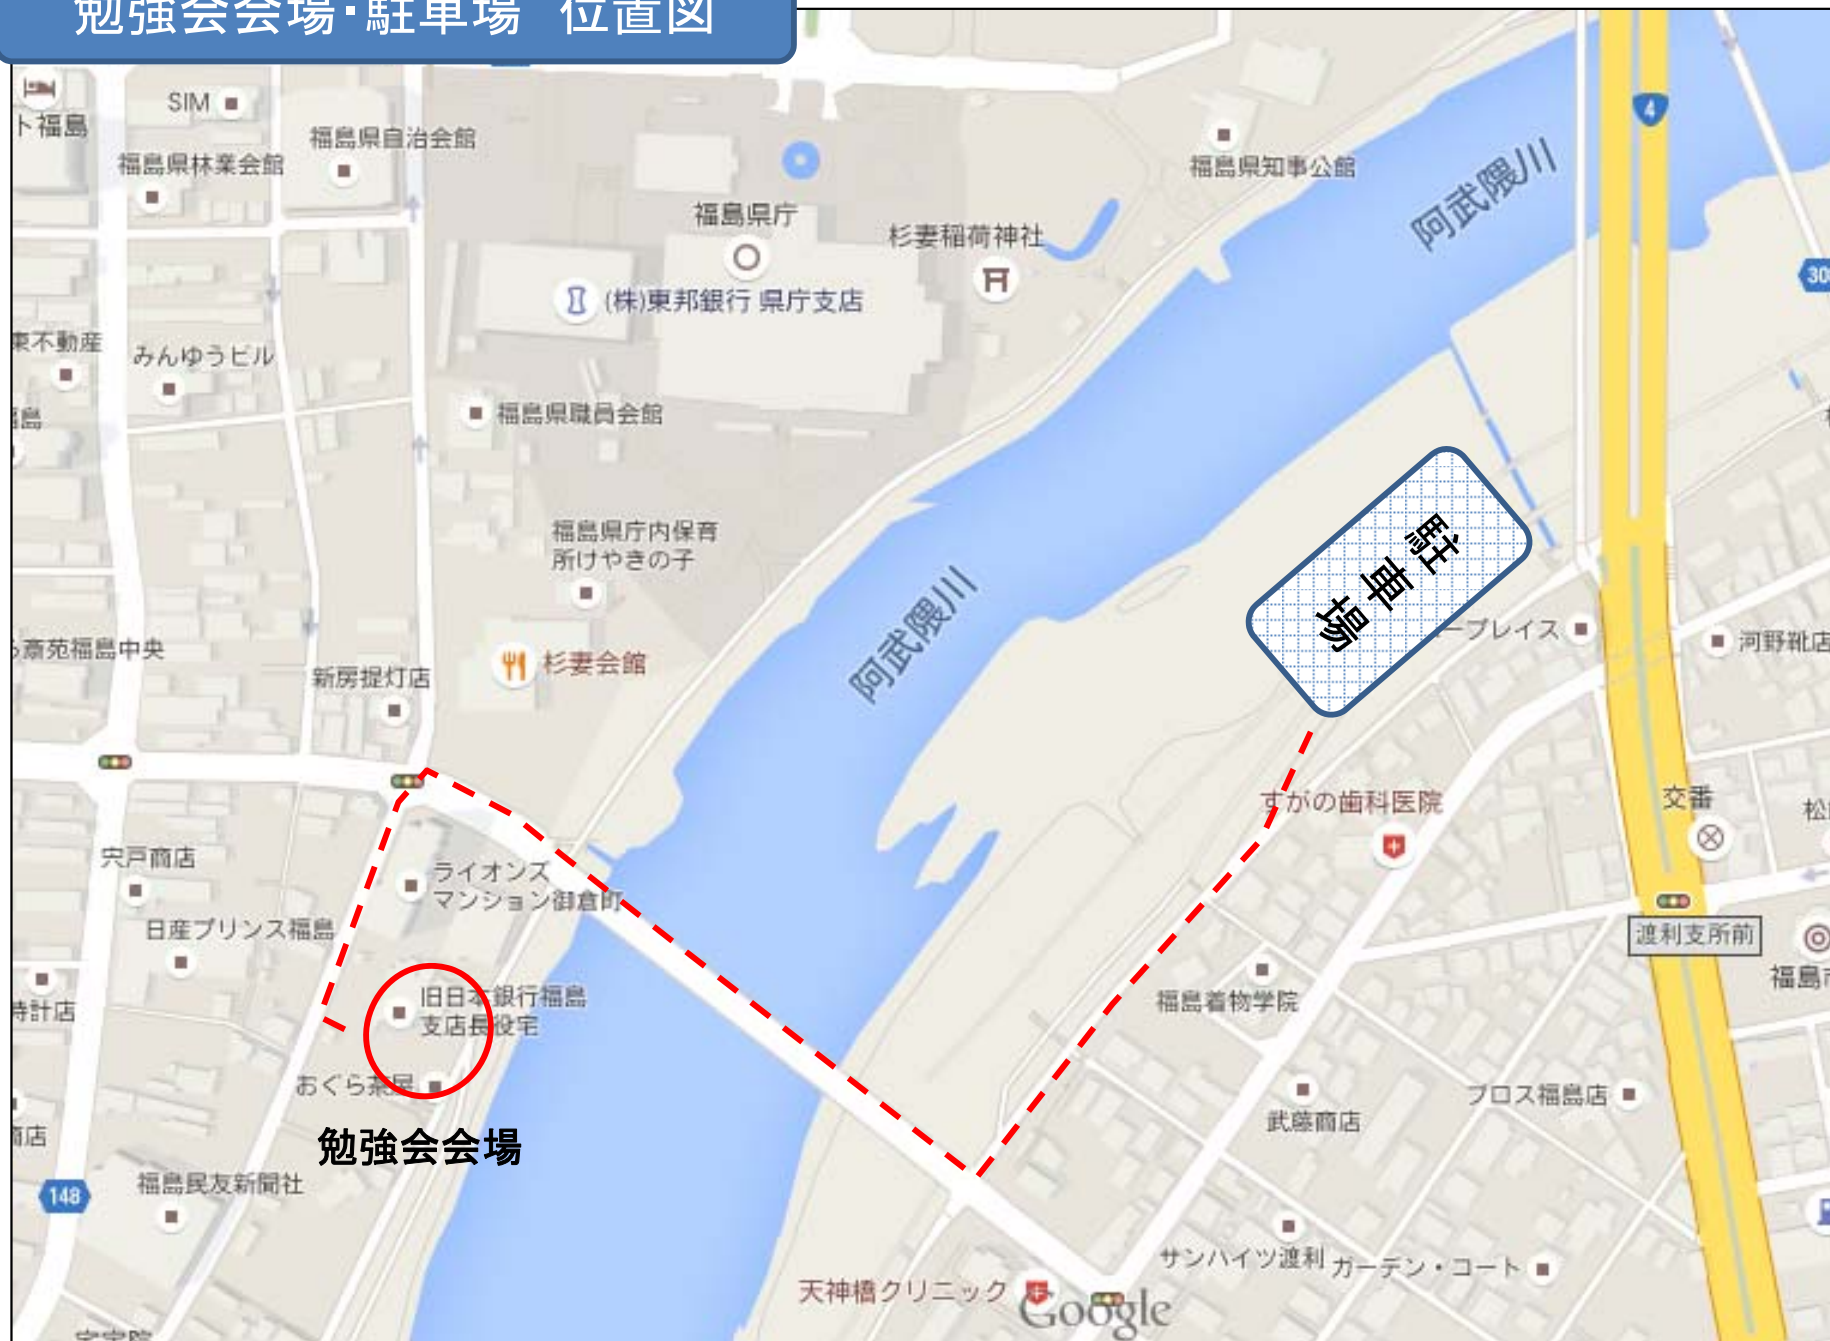 勉強会会場・駐車場　位置図
ト福島
SIM
福島県自治会館
福島県林業会館
福島県庁
(株)東邦銀行 県庁支店
杉妻稲荷神社
福島県知事公館
阿武隈川
4
30
東不動産
みんゆうビル
福島県職員会館
福島県庁内保育
所けやきの子
斎苑福島中央
新房提灯店
杉妻会館
阿武隈川
駐車場
ープレイス
河野靴店
すがの歯科医院
交番
渡利支所前
宍戸商店
ライオンズ
マンション御倉町
日産プリンス福島
時計店
旧日本銀行福島
支店長役宅
おぐら茶屋
勉強会会場
148
福島民友新聞社
福島着物学院
武藤商店
プロス福島店
サンハイツ渡利
ガーデン・コート
天神橋クリニック
Google